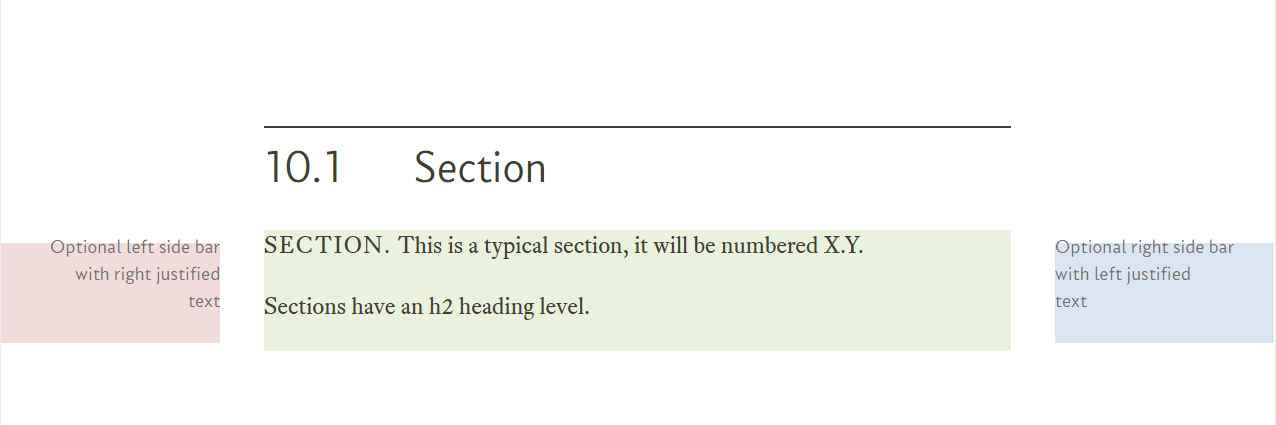 10.1 Section
Optional left side bar
with right justified
text
SECTION. This is a typical section, it will be numbered X.Y.
Sections have an h2 heading level.
Optional right side bar
with left justified
text